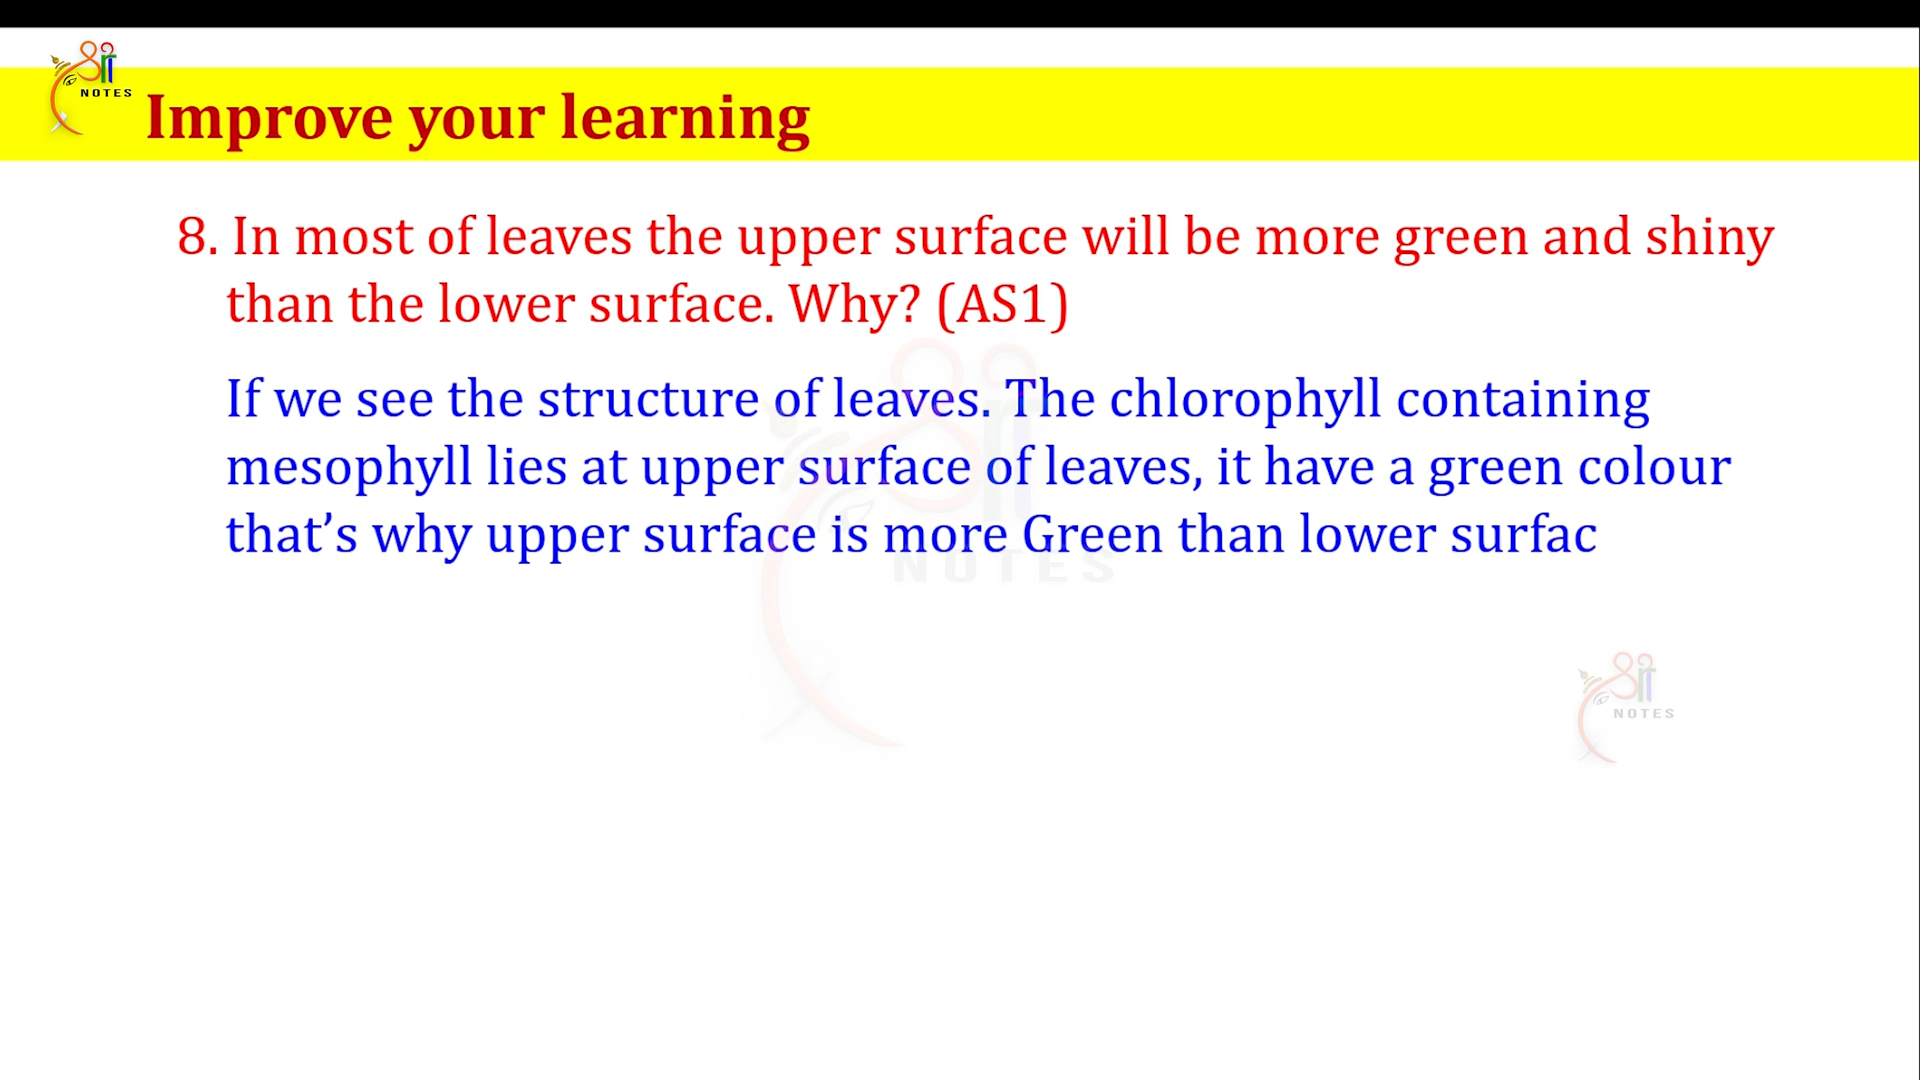 NOTES
Improve your learning
8. In most of leaves the upper surface will be more green and shiny
than the lower surface. Why? (AS1)
If we see the structure of leaves. The chlorophyll containing
mesophyll lies at upper surface of leaves, it have a green colour
that’s why upper surface is more Green than lower surfac
NOTES
NOTES